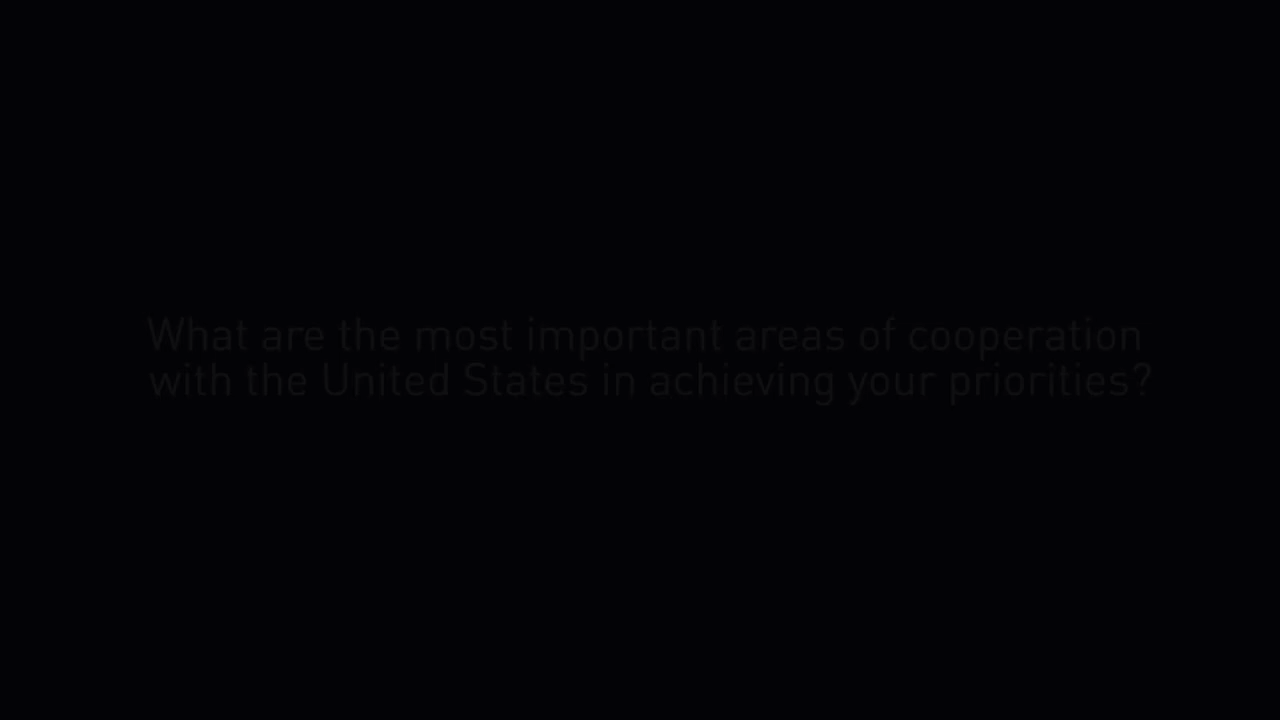 What are the most important areas of cooperation
with the United States in achieving your priorities?